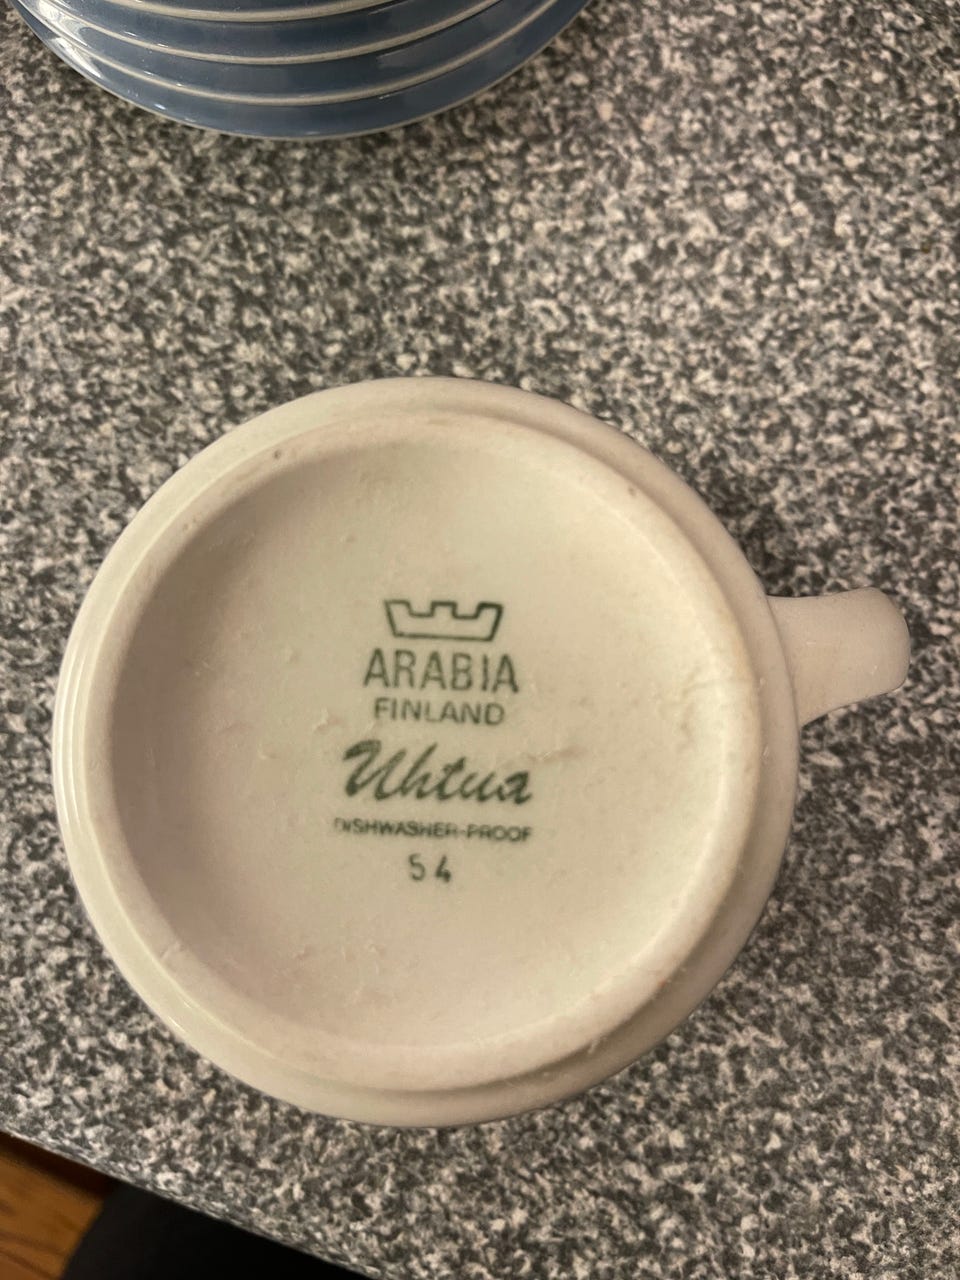 ARABIA
FINLAND
Uhtua
DISHWASHER-PROOF
54